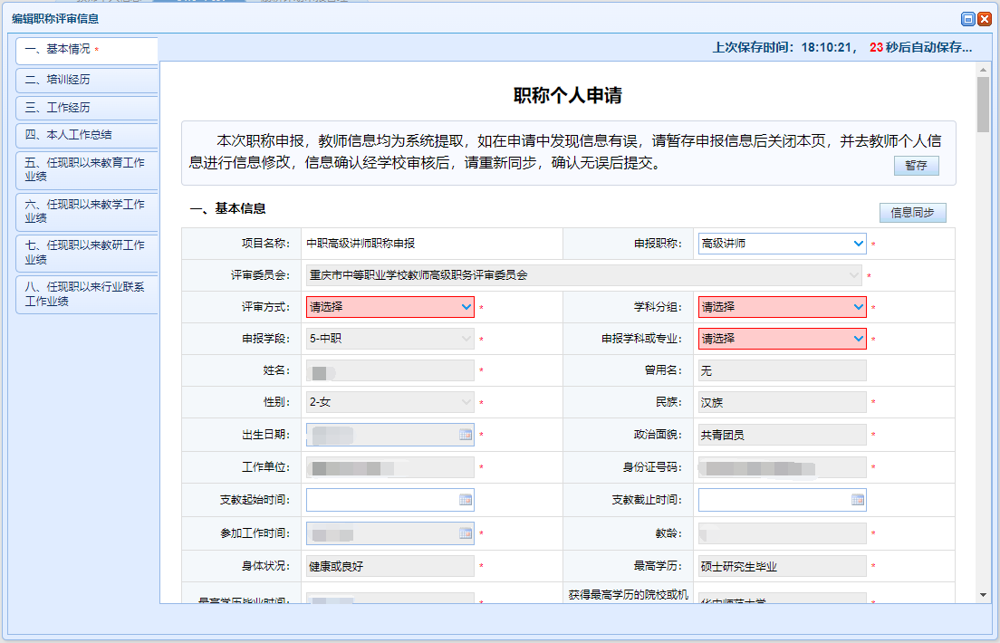 编辑职称评审信息
一、基本情况 *
二、培训经历
三、工作经历
四、本人工作总结
五、任现职以来教育工作
业绩
六、任现职以来教学工作
业绩
七、任现职以来教研工作
业绩
八、任现职以来行业联系
工作业绩
上次保存时间：18:10:21， 23秒后自动保存...
职称个人申请
本次职称申报，教师信息均为系统提取，如在申请中发现信息有误，请暂存申报信息后关闭本页，并去教师个人信
息进行信息修改，信息确认经学校审核后，请重新同步，确认无误后提交。
暂存
一、基本信息
信息同步
项目名称： 中职高级讲师职称申报 申报职称： 高级讲师 *
评审委员会： 重庆市中等职业学校教师高级职务评审委员会 *
评审方式： 请选择 * 学科分组： 请选择 *
申报学段： 5-中职 * 申报学科或专业： 请选择 *
姓名： * 曾用名： 无
性别： 2-女 * 民族： 汉族 *
出生日期： * 政治面貌： 共青团员 *
工作单位： * 身份证号码： *
支教起始时间： 支教截止时间：
参加工作时间： * 教龄： *
身体状况： 健康或良好 * 最高学历： 硕士研究生毕业 *
最高学历毕业时间： * 获得最高学历的院校或机 华中师范大学 *